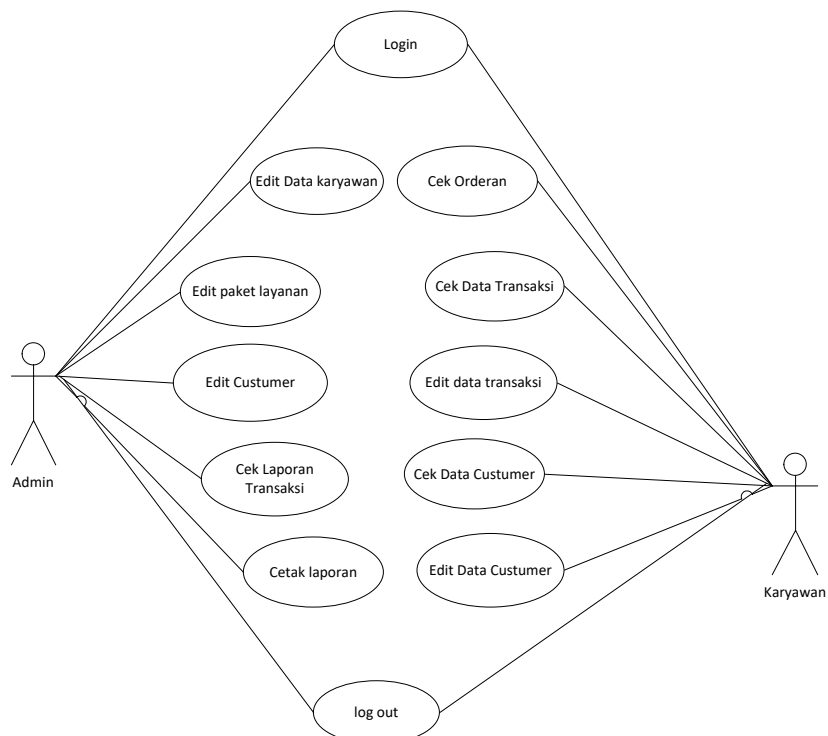 Login
Edit Data karyawan
Cek Orderan
Edit paket layanan
Cek Data Transaksi
Edit Custumer
Edit data transaksi
Admin
Cek Laporan
Transaksi
Cek Data Custumer
Cetak laporan
Edit Data Custumer
Karyawan
log out